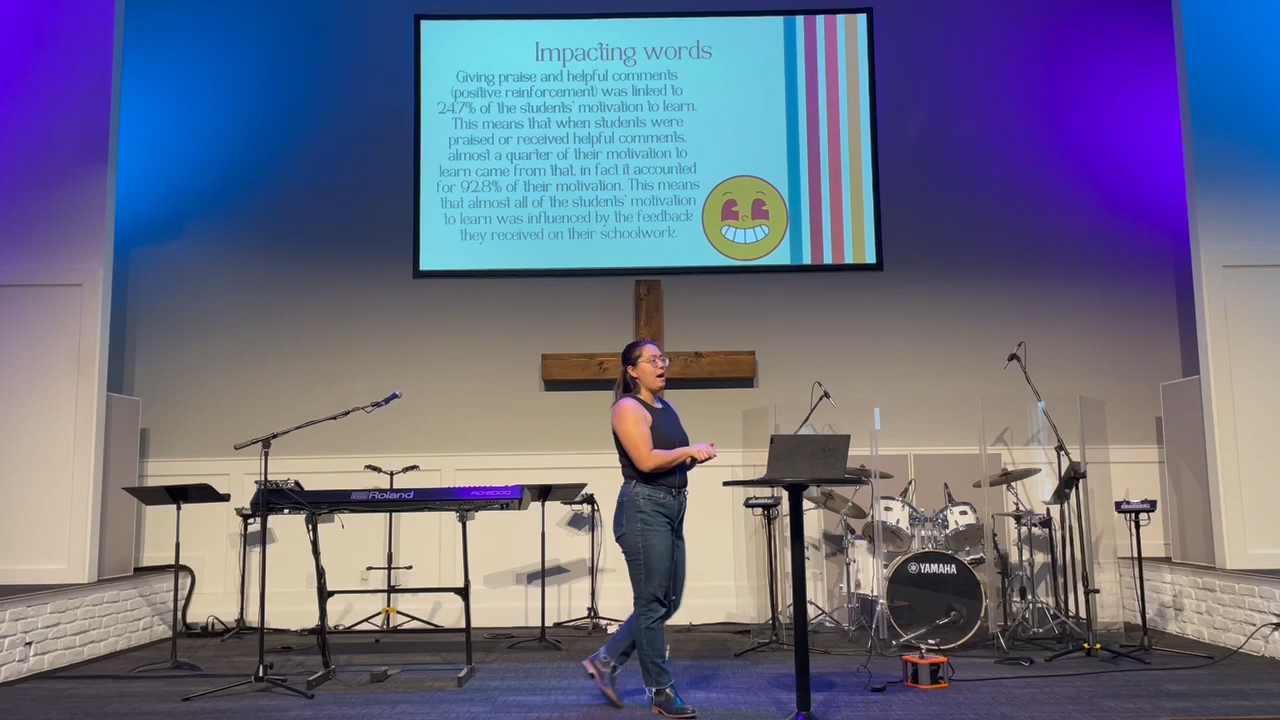 Impacting words
Giving praise and helpful comments
(positive reinforcement) was linked to
24.7% of the students' motivation to learn.
This means that when students were
praised or received helpful comments,
almost a quarter of their motivation to
learn came from that, in fact it accounted
for 92.8% of their motivation. This means
that almost all of the students' motivation
to learn was influenced by the feedback
they received on their schoolwork.
Roland
YAMAHA